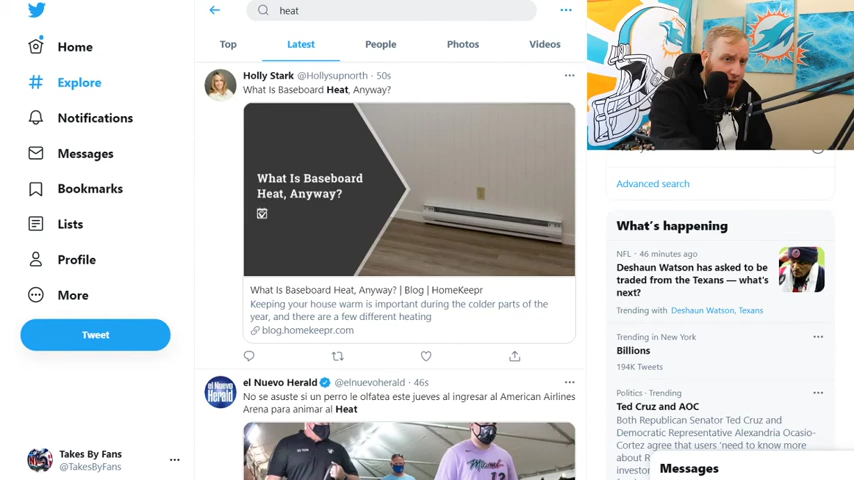 heat
Top
Latest
People
Photos
Videos
Home
Explore
Notifications
Messages
Bookmarks
Lists
Profile
More
Tweet
Takes By Fans
@TakesByFans
Holly Stark @Hollysupnorth · 50s
What Is Baseboard Heat, Anyway?
What Is Baseboard
Heat, Anyway?
What Is Baseboard Heat, Anyway? | Blog | HomeKeepr
Keeping your house warm is important during the colder parts of the
year, and there are a few different heating
blog.homekeepr.com
el Nuevo Herald @elnuevoherald · 46s
No se asuste si un perro le olfatea este jueves al ingresar al American Airlines
Arena para animar al Heat
Miami
12
Advanced search
What's happening
NFL · 46 minutes ago
Deshaun Watson has asked to be
traded from the Texans — what's
next?
Trending with Deshaun Watson, Texans
Trending in New York
Billions
194K Tweets
Politics · Trending
Ted Cruz and AOC
Both Republican Senator Ted Cruz and
Democratic Representative Alexandria Ocasio-
Cortez agree that users 'need to know more
about R
investor
Messages